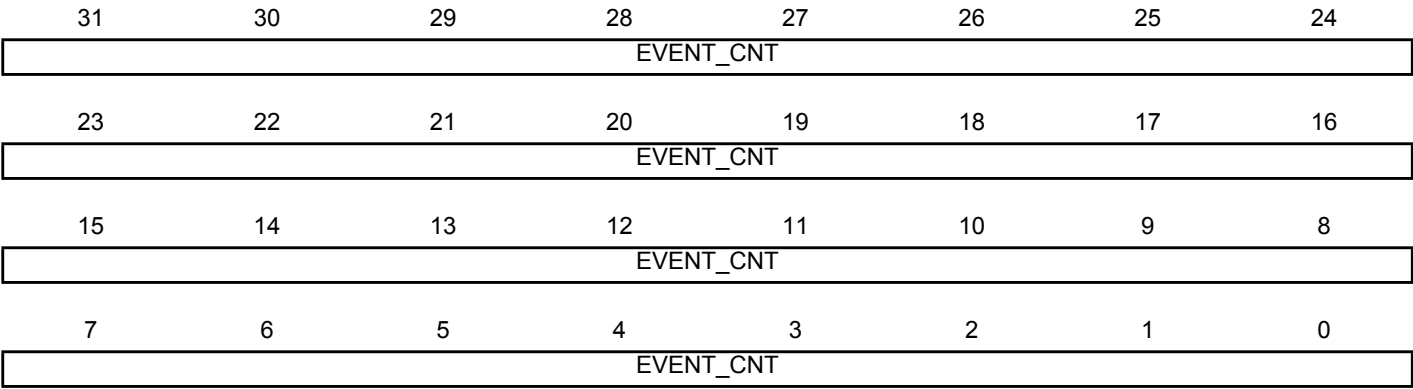 31 30 29 28 27 26 25 24
EVENT_CNT
23 22 21 20 19 18 17 16
EVENT_CNT
15 14 13 12 11 10 9 8
EVENT_CNT
7 6 5 4 3 2 1 0
EVENT_CNT